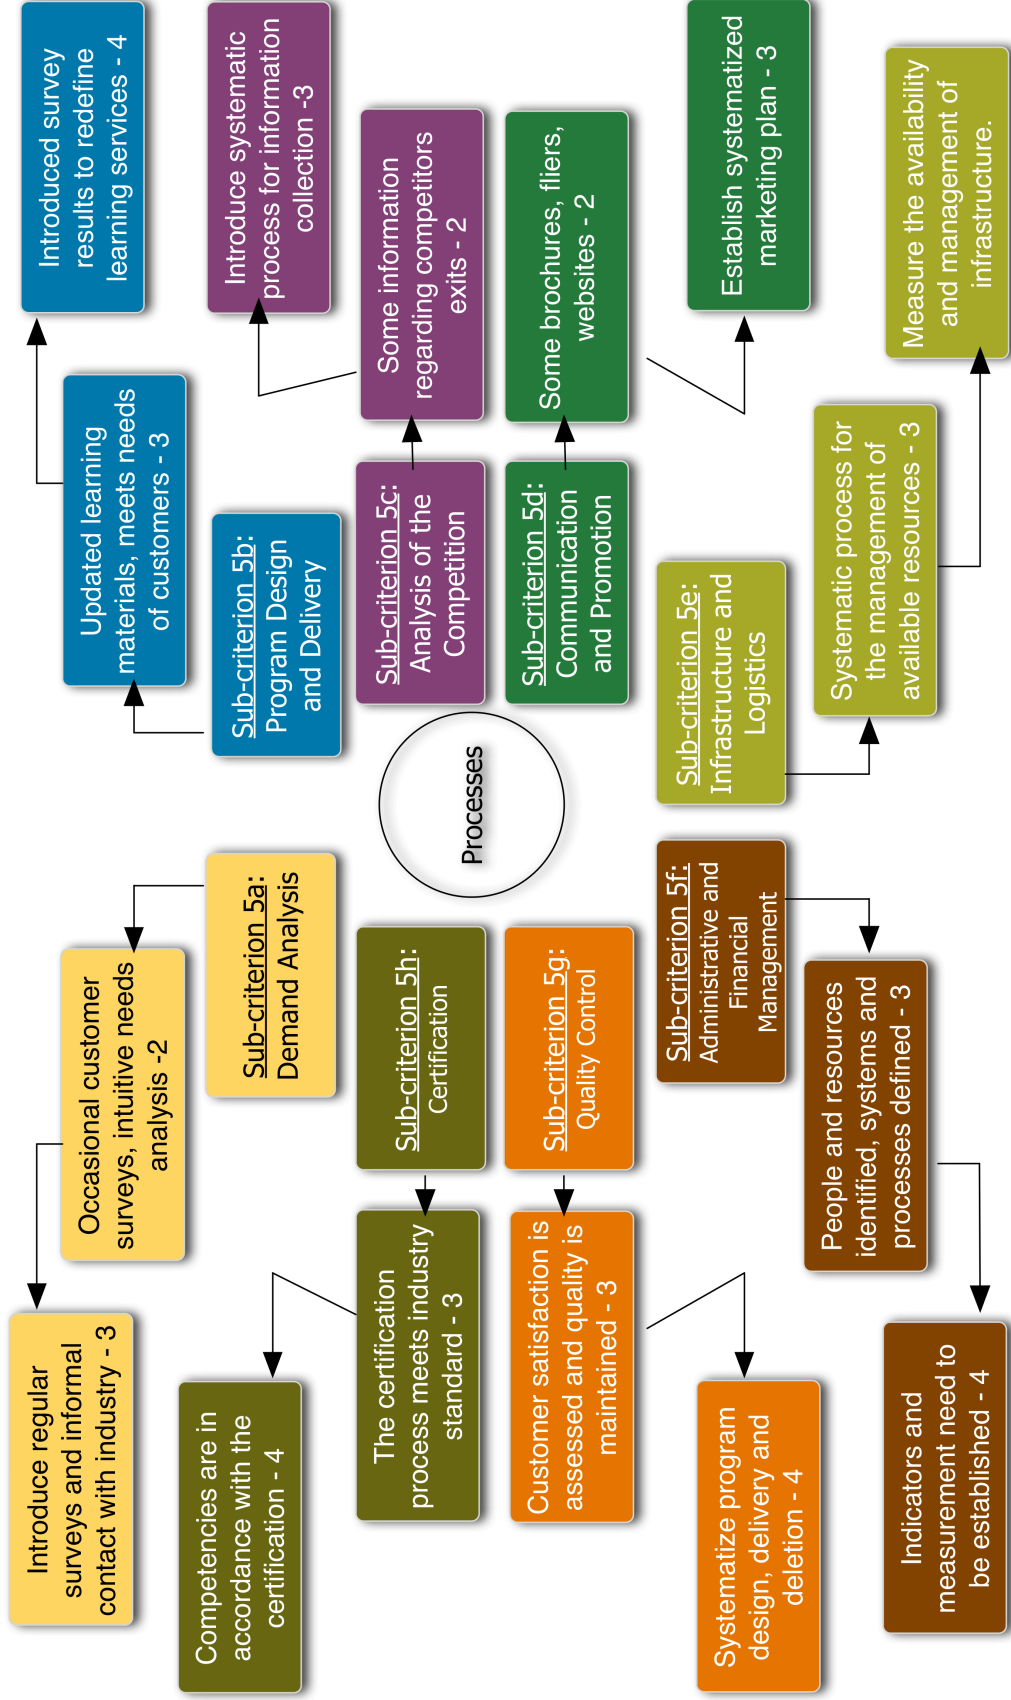 Introduce regular
surveys and informal
contact with industry - 3
Occasional customer
surveys, intuitive needs
analysis -2
Sub-criterion 5a:
Demand Analysis
Sub-criterion 5b:
Program Design
and Delivery
Updated learning
materials, meets needs
of customers - 3
Introduced survey
results to redefine
learning services - 4
Competencies are in
accordance with the
certification - 4
The certification
process meets industry
standard - 3
Sub-criterion 5h:
Certification
Sub-criterion 5c:
Analysis of the
Competition
Some information
regarding competitors
exits - 2
Introduce systematic
process for information
collection -3
Processes
Customer satisfaction is
assessed and quality is
maintained - 3
Sub-criterion 5g:
Quality Control
Sub-criterion 5d:
Communication
and Promotion
Some brochures, fliers,
websites - 2
Systematize program
design, delivery and
deletion - 4
Establish systematized
marketing plan - 3
Sub-criterion 5f:
Administrative and
Financial
Management
Sub-criterion 5e:
Infrastructure and
Logistics
People and resources
identified, systems and
processes defined - 3
Systematic process for
the management of
available resources - 3
Indicators and
measurement need to
be established - 4
Measure the availability
and management of
infrastructure.